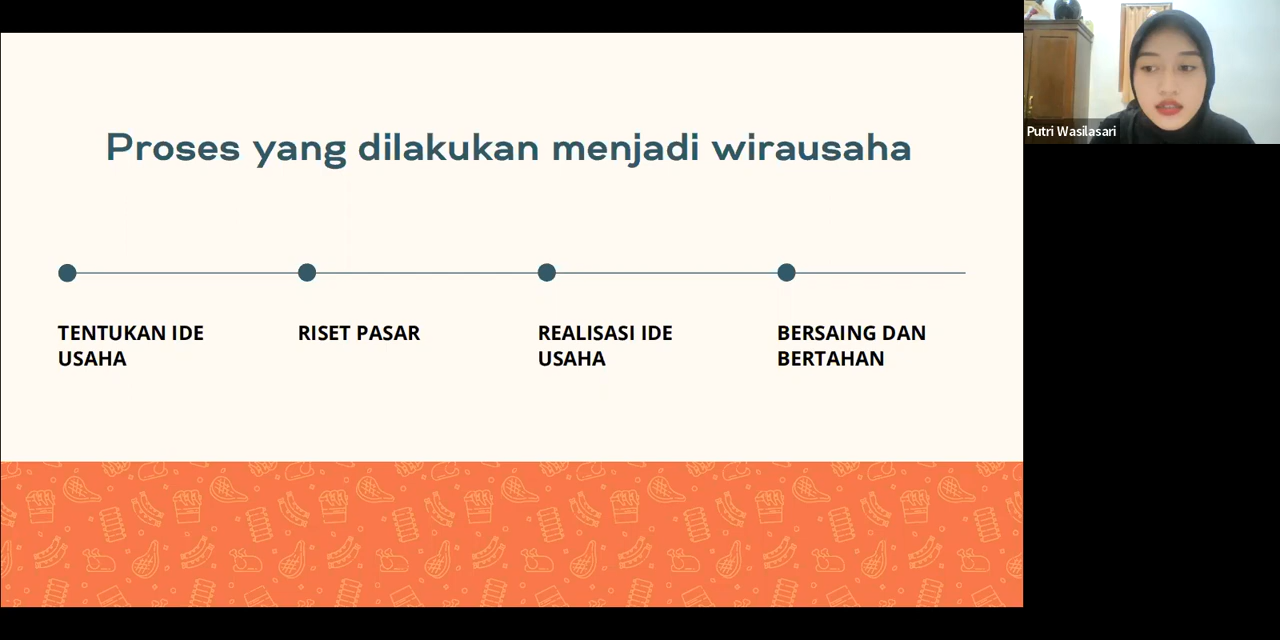 Proses yang dilakukan menjadi wirausaha
TENTUKAN IDE
USAHA
RISET PASAR
REALISASI IDE
USAHA
BERSAING DAN
BERTAHAN
Putri Wasilasari